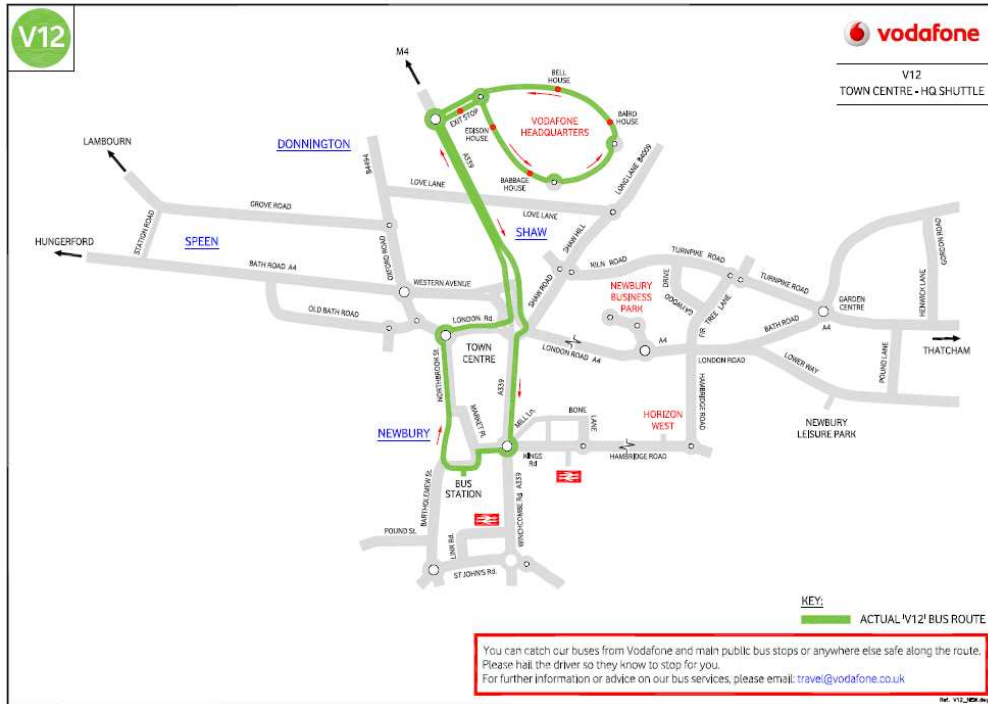 V12
vodafone
V12
TOWN CENTRE - HQ SHUTTLE
M4
BELL
HOUSE
EXIT STOP
EDISON
HOUSE
VODAFONE
HEADQUARTERS
BAIRD
HOUSE
BABBAGE
HOUSE
A339
DONNINGTON
B4494
LAMBOURN
LOVE LANE
LOVE LANE
LONG LANE B4009
GROVE ROAD
STATION ROAD
SPEEN
OXFORD ROAD
SHAW
SHAW HILL
HUNGERFORD
BATH ROAD A4
WESTERN AVENUE
OLD BATH ROAD
LONDON Rd.
SHAW ROAD
KILN ROAD
TURNPIKE ROAD
TURNPIKE ROAD
GORDON ROAD
NEWBURY
BUSINESS
PARK
GAYWOOD
DRIVE
FIR
TREE LANE
GARDEN
CENTRE
HENWICK LANE
BATH ROAD
A4
THATCHAM
TOWN
CENTRE
LONDON ROAD A4
A4
LONDON ROAD
LOWER WAY
POUND LANE
NORTHBROOK St.
A339
HAMBRIDGE ROAD
MARKET Pl.
MILL Ln.
BONE
LANE
HORIZON
WEST
NEWBURY
LEISURE PARK
NEWBURY
KINGS
Rd
HAMBRIDGE ROAD
BUS
STATION
BARTHOLOMEW St.
WINCHCOMBE Rd. A339
POUND St.
LINK Rd.
ST JOHN'S Rd.
KEY:
ACTUAL 'V12' BUS ROUTE
You can catch our buses from Vodafone and main public bus stops or anywhere else safe along the route.
Please hail the driver so they know to stop for you.
For further information or advice on our bus services, please email: travel@vodafone.co.uk